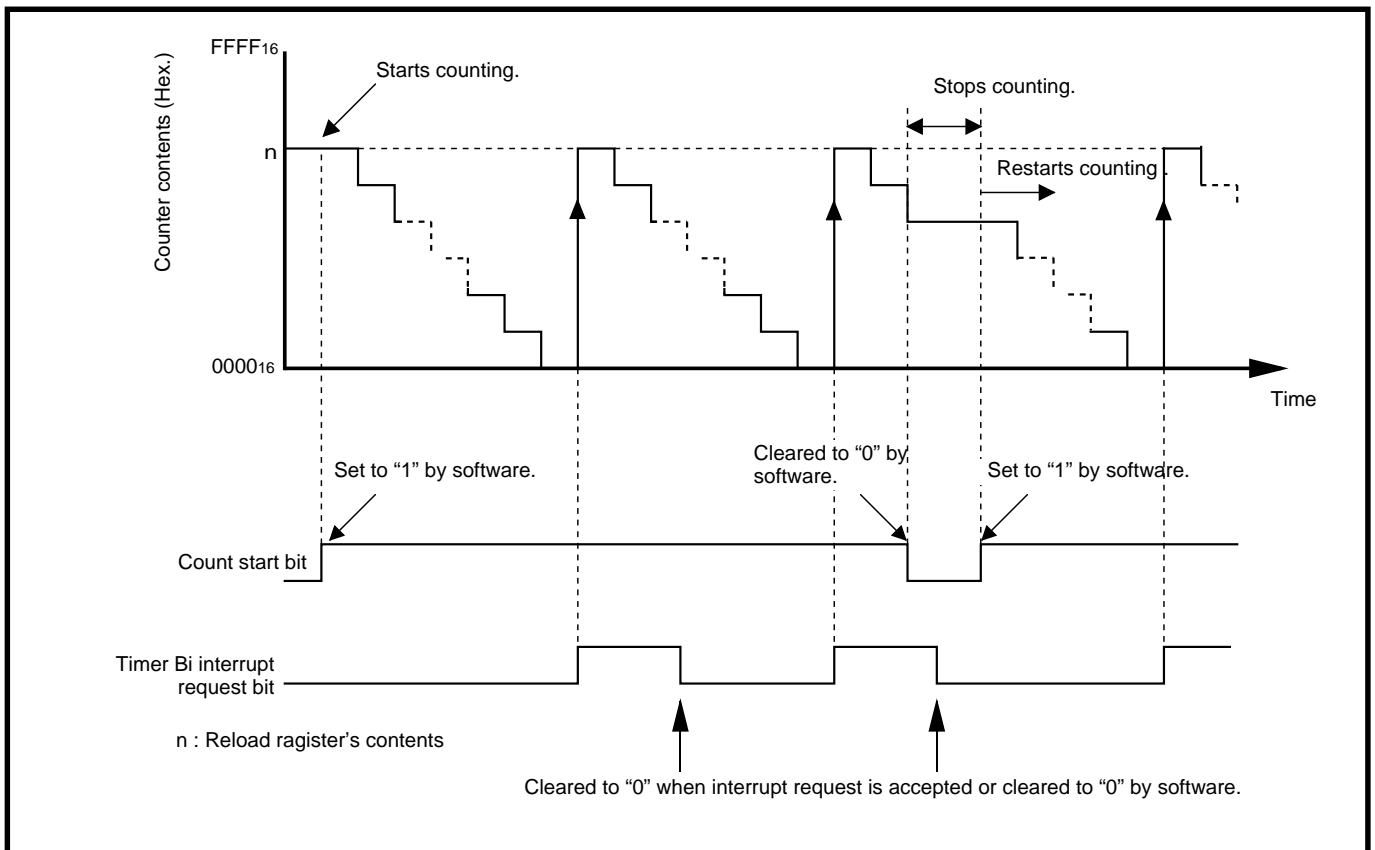 FFFF16
Counter contents (Hex.)
Starts counting.
Stops counting.
n
Restarts counting .
000016
Time
Set to “1” by software.
Cleared to “0” by
software.
Set to “1” by software.
Count start bit
Timer Bi interrupt
request bit
n : Reload ragister’s contents
Cleared to “0” when interrupt request is accepted or cleared to “0” by software.